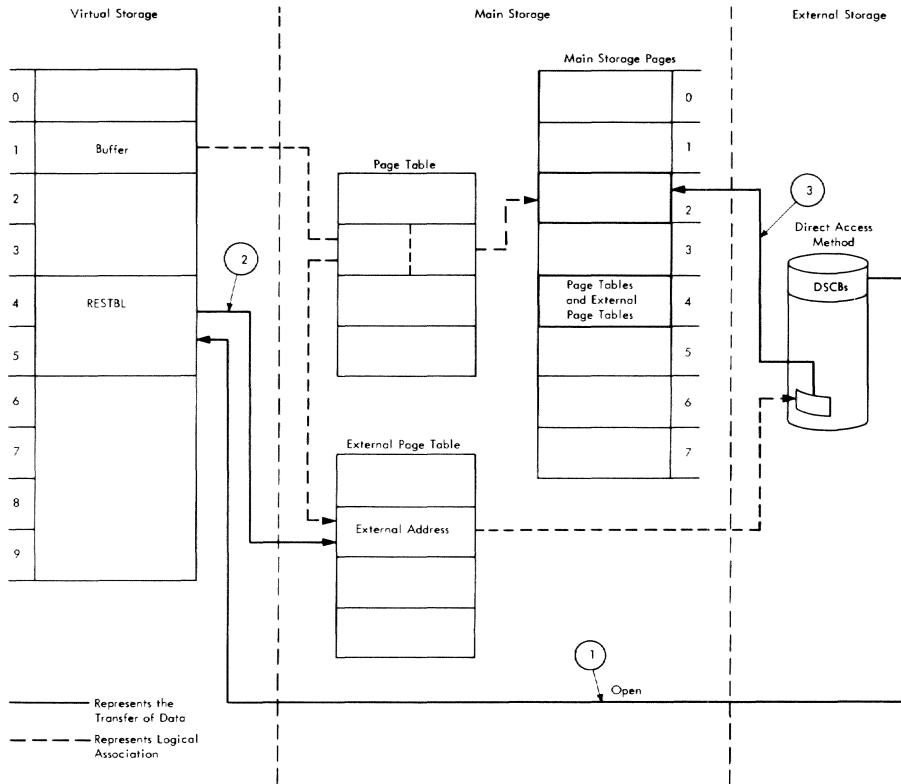 Virtual Storage
Main Storage
External Storage
Main Storage Pages
0
1
Buffer
2
3
4
RESTBL
5
6
7
8
9
2
Page Table
External Page Table
External Address
0
1
2
3
Page Tables
and External
Page Tables
4
5
6
7
3
Direct Access
Method
DSCBs
1
Open
Represents the
Transfer of Data
Represents Logical
Association